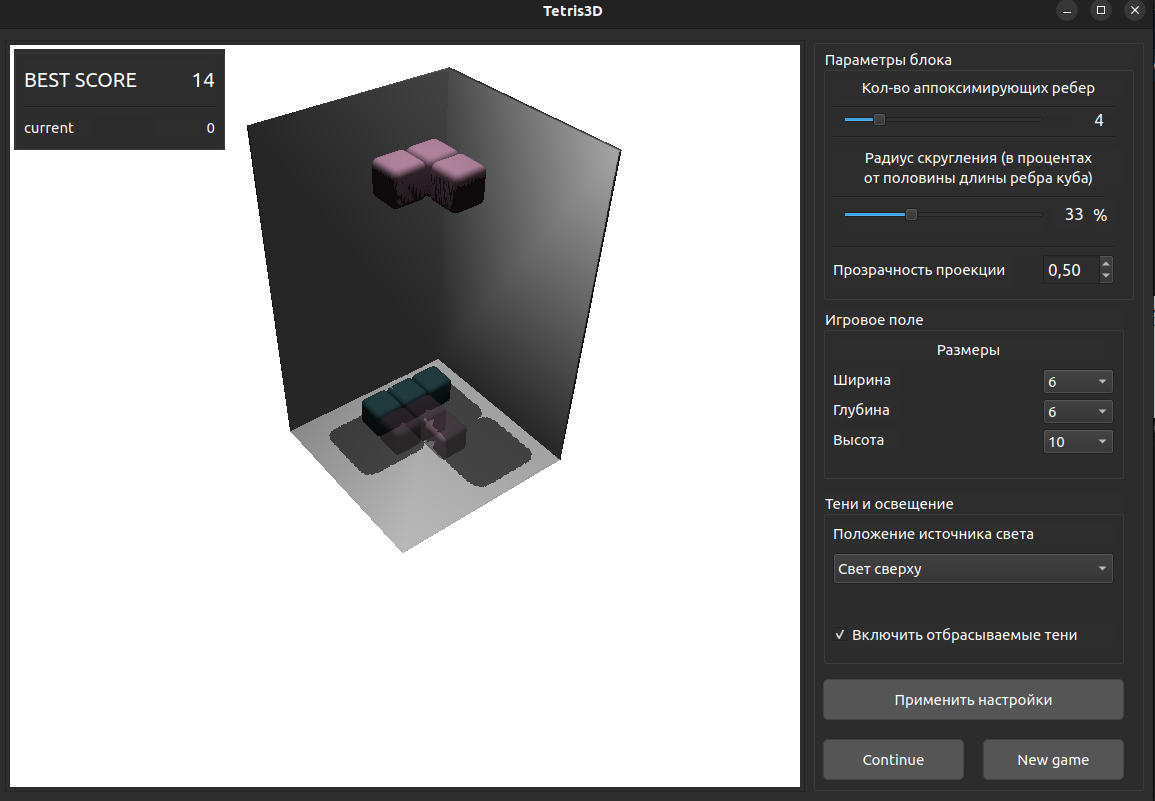 Tetris3D
BEST SCORE 14
current 0
Параметры блока
Кол-во аппоксимирующих ребер
4
Радиус скругления (в процентах
от половины длины ребра куба)
33 %
Прозрачность проекции 0,50
Игровое поле
Размеры
Ширина 6
Глубина 6
Высота 10
Тени и освещение
Положение источника света
Свет сверху
Включить отбрасываемые тени
Применить настройки
Continue New game